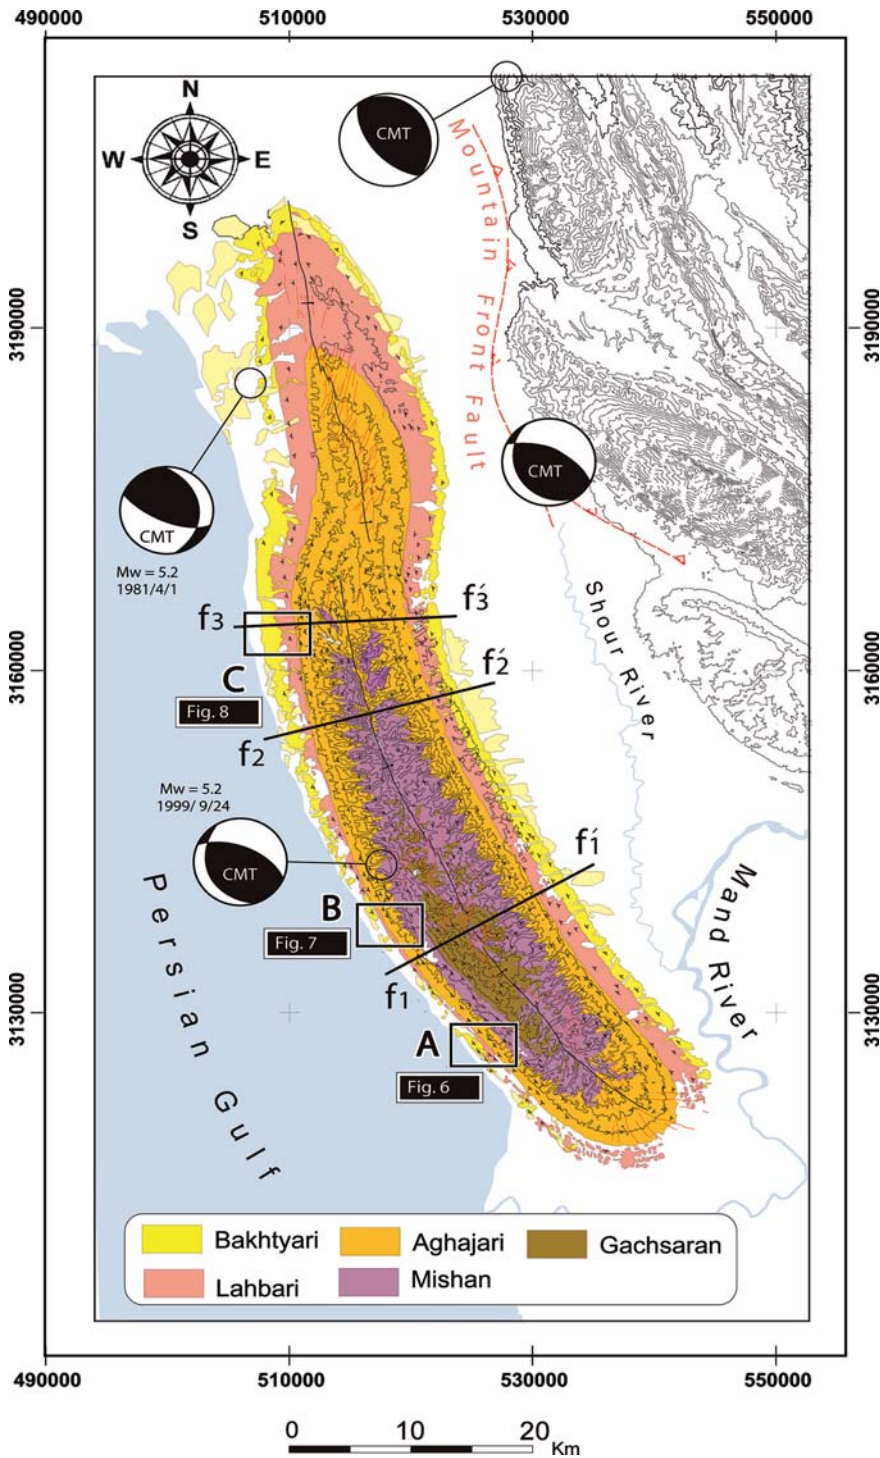 490000 510000 530000 550000
N
W E
S
CMT
Mountain Front Fault
3190000 3190000
CMT
CMT
Mw = 5.2
1981/4/1
Shour River
f3 f́3
3160000 3160000
C
f́2
Fig. 8
f2
Mw = 5.2
1999/ 9/24
f́1
CMT
Mand River
Persian Gulf
B
Fig. 7
f1
3130000 3130000
A
Fig. 6
Bakhtyari Aghajari Gachsaran
Lahbari Mishan
490000 510000 530000 550000
0 10 20
Km